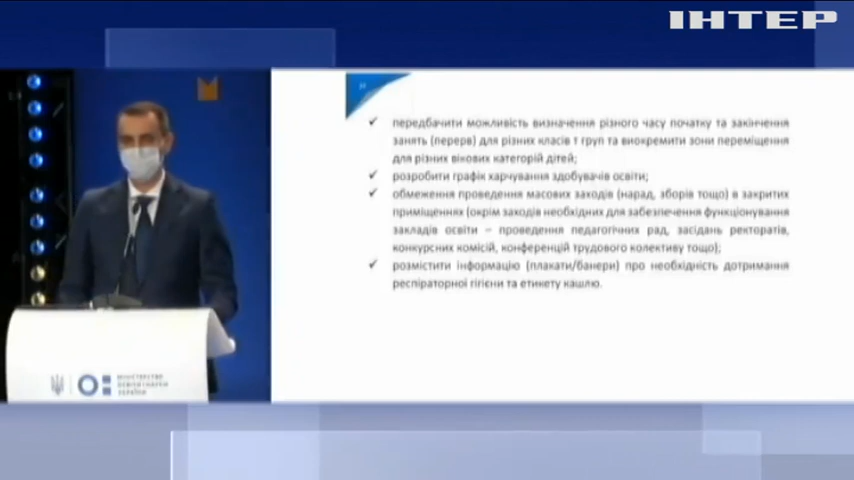 ІНТЕР
передбачити можливість визначення різного часу початку та закінчення
занять (перерв) для різних класів т груп та виокремити зони переміщення
для різних вікових категорій дітей;
розробити графік харчування здобувачів освіти;
обмеження проведення масових заходів (нарад, зборів тощо) в закритих
приміщеннях (окрім заходів необхідних для забезпечення функціонування
закладів освіти – проведення педагогічних рад, засідань ректоратів,
конкурсних комісій, конференцій трудового колективу тощо);
розмістити інформацію (плакати/банери) про необхідність дотримання
респіраторної гігієни та етикету кашлю.
МІНІСТЕРСТВО
ОСВІТИ І НАУКИ
УКРАЇНИ